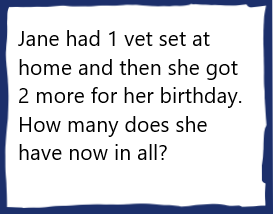 Jane had 1 vet set at
home and then she got
2 more for her birthday.
How many does she
have now in all?